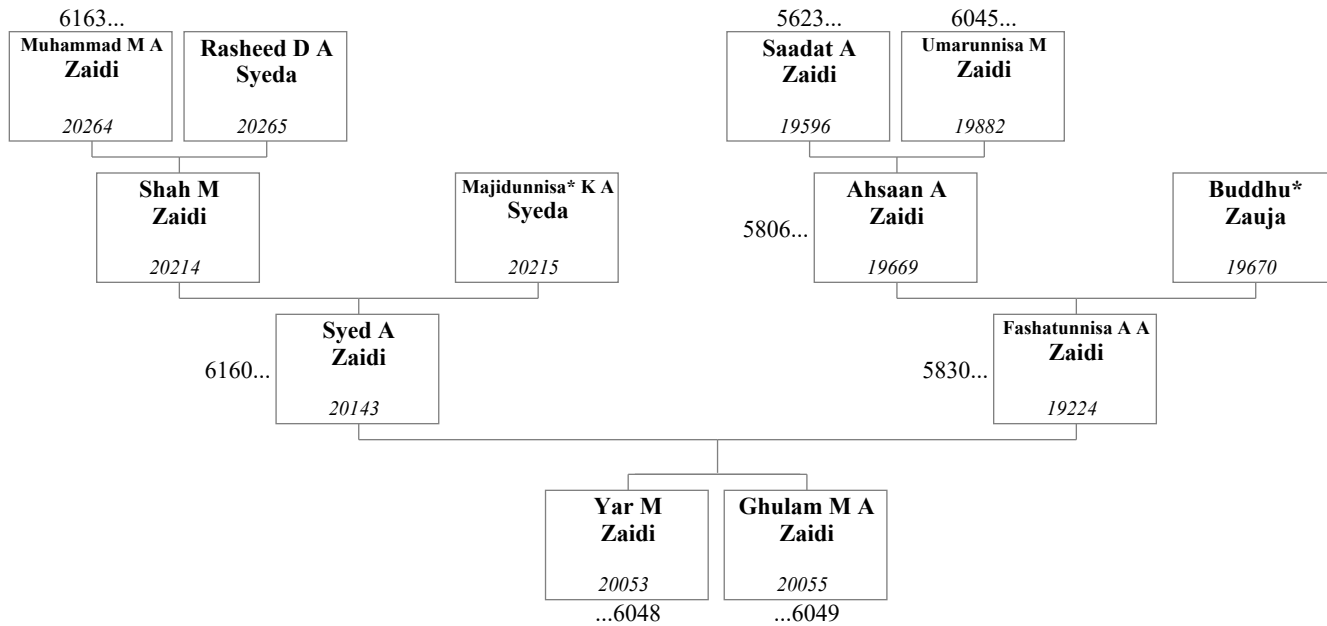 6163...
5623...
6045...
Muhammad M A
Zaidi
20264
Rasheed D A
Syeda
20265
Saadat A
Zaidi
19596
Umarunnisa M
Zaidi
19882
Shah M
Zaidi
20214
Majidunnisa* K A
Syeda
20215
5806...
Ahsaan A
Zaidi
19669
Buddhu*
Zauja
19670
6160...
Syed A
Zaidi
20143
5830...
Fashatunnisa A A
Zaidi
19224
Yar M
Zaidi
20053
...6048
Ghulam M A
Zaidi
20055
...6049